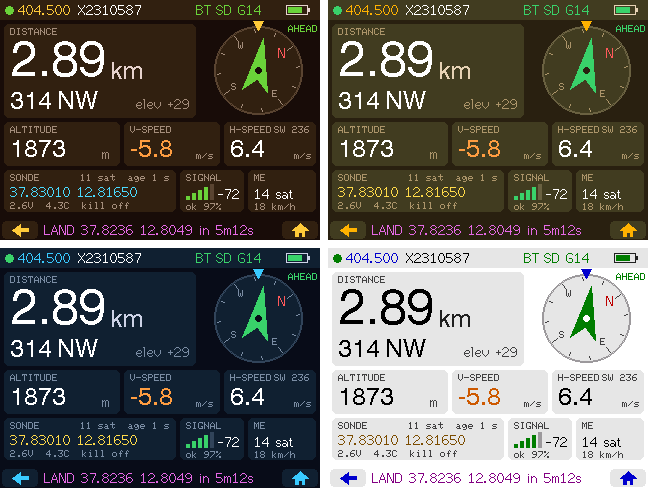 404.500 X2310587 BT SD G14
DISTANCE AHEAD
2.89 km
314 NW elev +29
N E S W
ALTITUDE V-SPEED H-SPEED SW 236
1873 m -5.8 m/s 6.4 m/s
SONDE 11 sat age 1 s SIGNAL ME
37.83010 12.81650 -72 14 sat
2.6V 4.3C kill off ok 97% 18 km/h
LAND 37.8236 12.8049 in 5m12s
404.500 X2310587 BT SD G14
DISTANCE AHEAD
2.89 km
314 NW elev +29
N E S W
ALTITUDE V-SPEED H-SPEED SW 236
1873 m -5.8 m/s 6.4 m/s
SONDE 11 sat age 1 s SIGNAL ME
37.83010 12.81650 -72 14 sat
2.6V 4.3C kill off ok 97% 18 km/h
LAND 37.8236 12.8049 in 5m12s
404.500 X2310587 BT SD G14
DISTANCE AHEAD
2.89 km
314 NW elev +29
N E S W
ALTITUDE V-SPEED H-SPEED SW 236
1873 m -5.8 m/s 6.4 m/s
SONDE 11 sat age 1 s SIGNAL ME
37.83010 12.81650 -72 14 sat
2.6V 4.3C kill off ok 97% 18 km/h
LAND 37.8236 12.8049 in 5m12s
404.500 X2310587 BT SD G14
DISTANCE AHEAD
2.89 km
314 NW elev +29
N E S W
ALTITUDE V-SPEED H-SPEED SW 236
1873 m -5.8 m/s 6.4 m/s
SONDE 11 sat age 1 s SIGNAL ME
37.83010 12.81650 -72 14 sat
2.6V 4.3C kill off ok 97% 18 km/h
LAND 37.8236 12.8049 in 5m12s